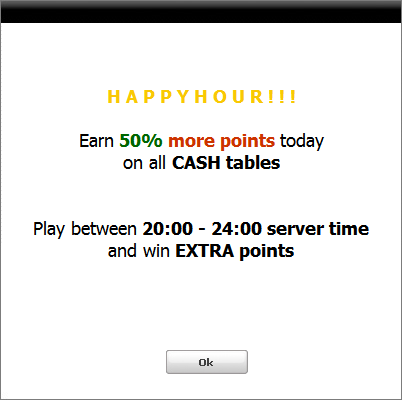 H A P P Y H O U R ! ! !
Earn 50% more points today
on all CASH tables
Play between 20:00 - 24:00 server time
and win EXTRA points
Ok